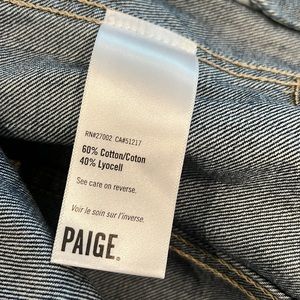 RN#27002 CA#51217
60% Cotton/Coton
40% Lyocell
See care on reverse.
Voir le soin sur l'inverse.
PAIGE.